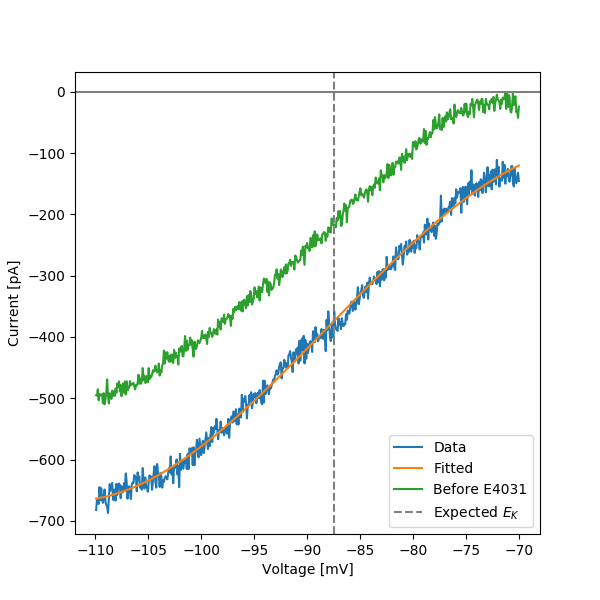 0
−100
−200
−300
−400
−500
−600
−700
Current [pA]
Data
Fitted
Before E4031
Expected E_K
−110
−105
−100
−95
−90
−85
−80
−75
−70
Voltage [mV]